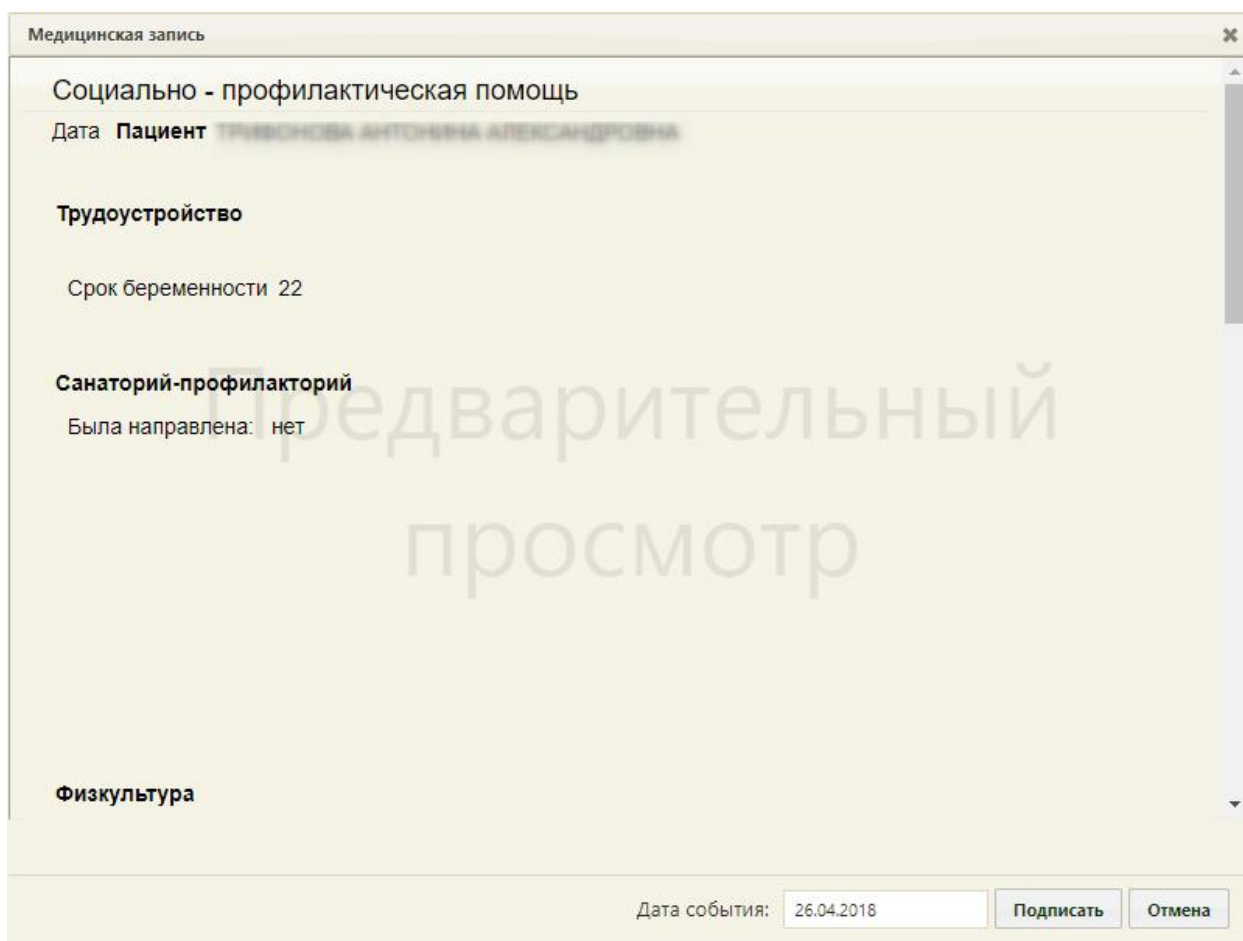 Медицинская запись
Социально - профилактическая помощь
Дата Пациент
Трудоустройство
Срок беременности 22
Санаторий-профилакторий
Была направлена: нет
Предварительный
просмотр
Физкультура
Дата события: 26.04.2018 Подписать Отмена